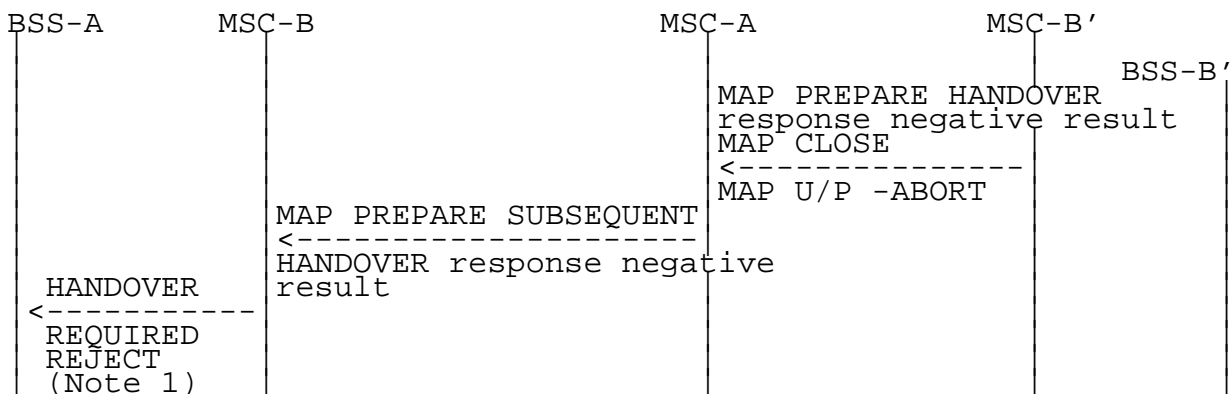 BSS-A MSC-B MSC-A MSC-B'
BSS-B'
MAP PREPARE HANDOVER
response negative result
MAP CLOSE
<---------------
MAP U/P -ABORT
MAP PREPARE SUBSEQUENT
<---------------------
HANDOVER response negative
result
HANDOVER
<-----------
REQUIRED
REJECT
(Note 1)